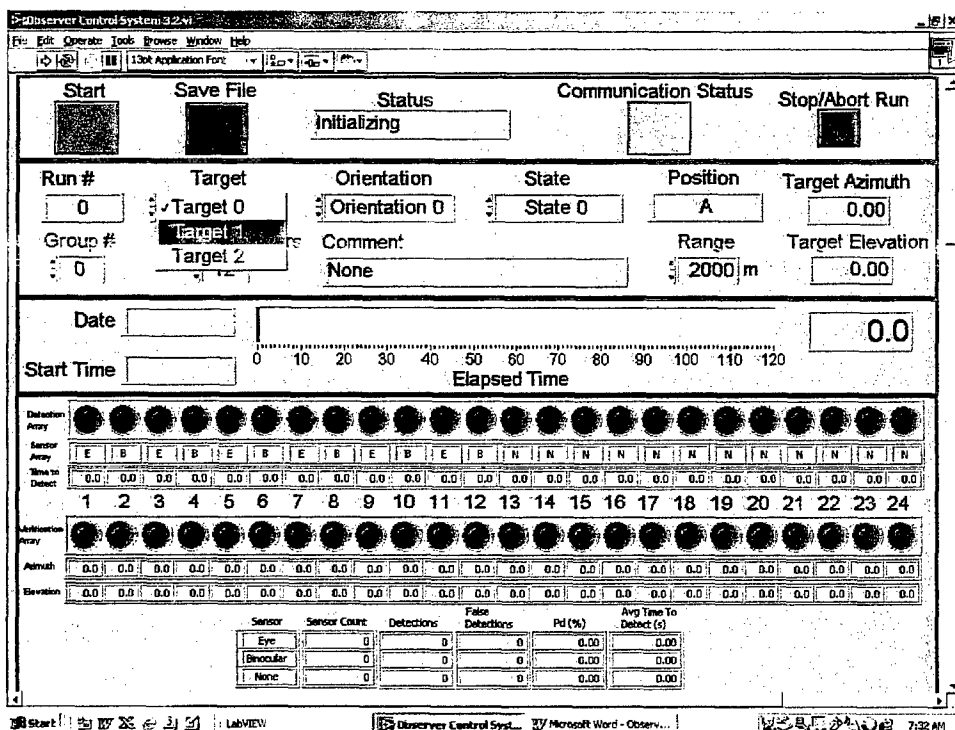 Observer Control System 3.2.vi
File Edit Operate Tools Browse Window Help
13pt Application Font
Start Save File Status Communication Status Stop/Abort Run
Initializing
Run # Target Orientation State Position Target Azimuth
0 ✓Target 0 Orientation 0 State 0 A 0.00
Target 1
Group # rs Comment Range Target Elevation
Target 2
0 12 None 2000 m 0.00
Date 0.0
0 10 20 30 40 50 60 70 80 90 100 110 120
Start Time Elapsed Time
Detection Array
Sensor Array E B E B E B E B E B E B N N N N N N N N N N N N
Time to Detect 0.0 0.0 0.0 0.0 0.0 0.0 0.0 0.0 0.0 0.0 0.0 0.0 0.0 0.0 0.0 0.0 0.0 0.0 0.0 0.0 0.0 0.0 0.0 0.0
1 2 3 4 5 6 7 8 9 10 11 12 13 14 15 16 17 18 19 20 21 22 23 24
Verification Array
Azimuth 0.0 0.0 0.0 0.0 0.0 0.0 0.0 0.0 0.0 0.0 0.0 0.0 0.0 0.0 0.0 0.0 0.0 0.0 0.0 0.0 0.0 0.0 0.0 0.0
Elevation 0.0 0.0 0.0 0.0 0.0 0.0 0.0 0.0 0.0 0.0 0.0 0.0 0.0 0.0 0.0 0.0 0.0 0.0 0.0 0.0 0.0 0.0 0.0 0.0
Sensor Sensor Count Detections False Detections Pd (%) Avg Time To Detect (s)
Eye 0 0 0 0.00 0.00
Binocular 0 0 0 0.00 0.00
None 0 0 0 0.00 0.00
Start LabVIEW Observer Control Syst... Microsoft Word - Observ... 7:32 AM